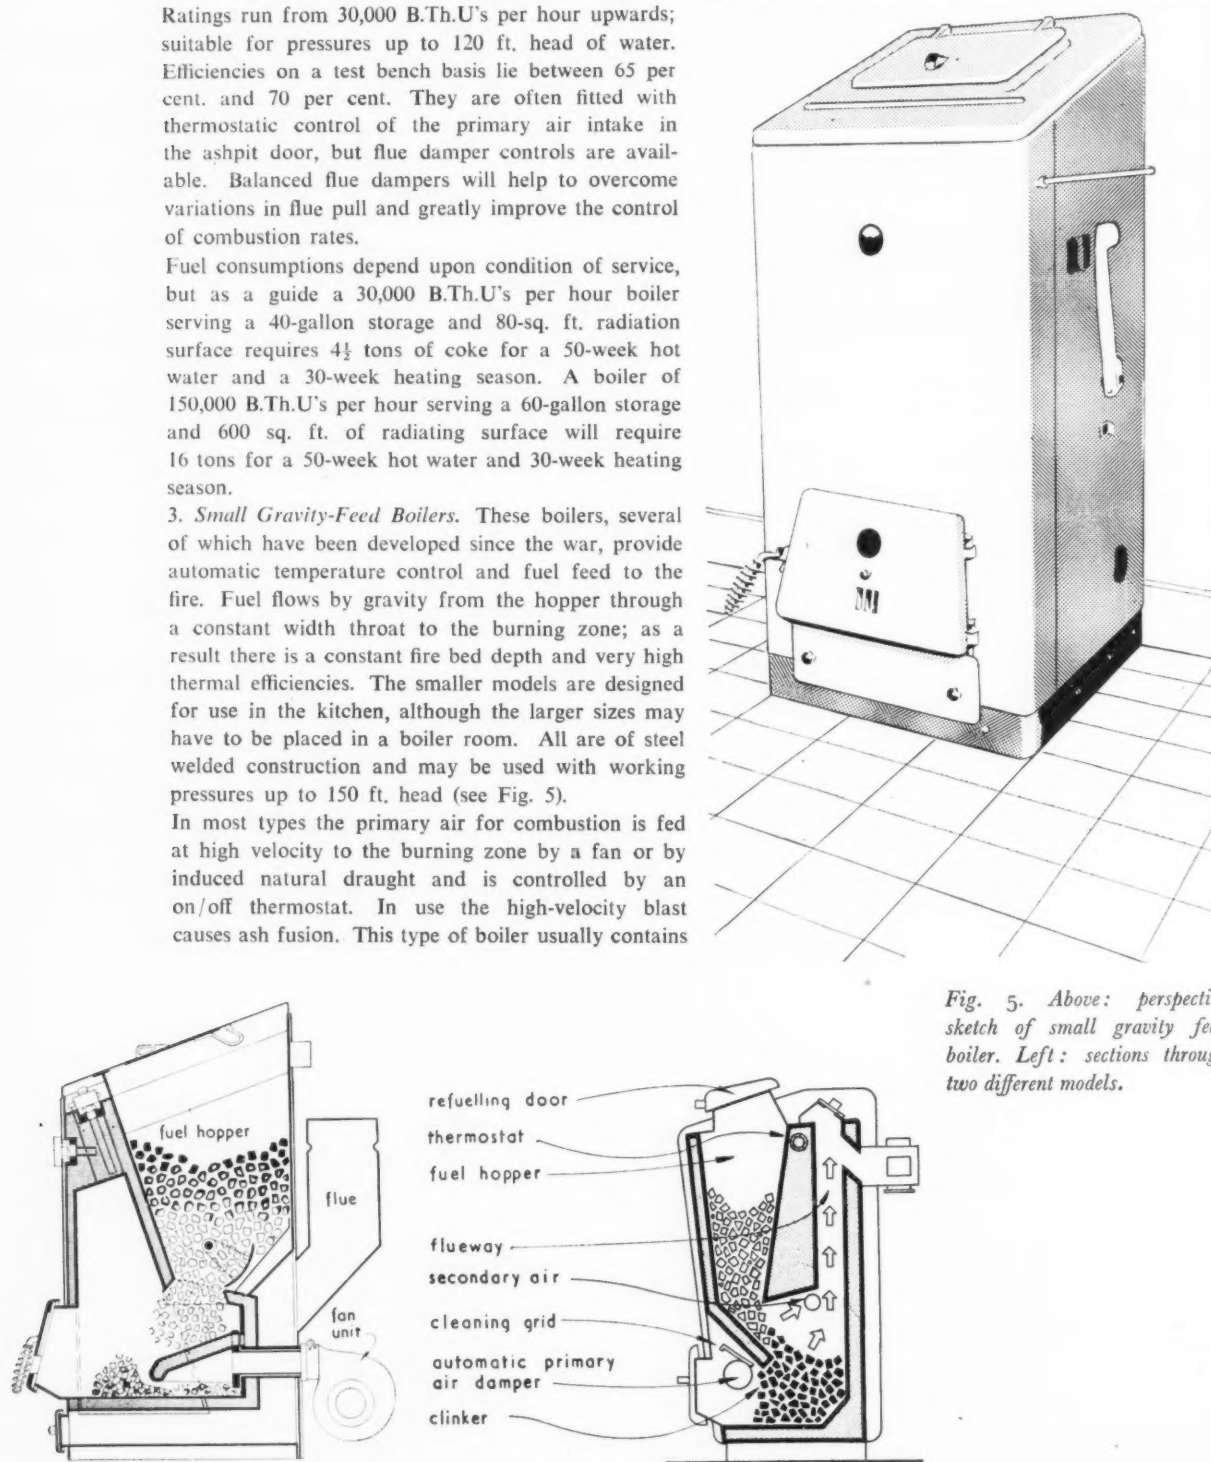 Ratings run from 30,000 B.Th.U's per hour upwards;
suitable for pressures up to 120 ft. head of water.
Efficiencies on a test bench basis lie between 65 per
cent. and 70 per cent. They are often fitted with
thermostatic control of the primary air intake in
the ashpit door, but flue damper controls are avail-
able. Balanced flue dampers will help to overcome
variations in flue pull and greatly improve the control
of combustion rates.
Fuel consumptions depend upon condition of service,
but as a guide a 30,000 B.Th.U's per hour boiler
serving a 40-gallon storage and 80-sq. ft. radiation
surface requires 4½ tons of coke for a 50-week hot
water and a 30-week heating season. A boiler of
150,000 B.Th.U's per hour serving a 60-gallon storage
and 600 sq. ft. of radiating surface will require
16 tons for a 50-week hot water and 30-week heating
season.
3. Small Gravity-Feed Boilers. These boilers, several
of which have been developed since the war, provide
automatic temperature control and fuel feed to the
fire. Fuel flows by gravity from the hopper through
a constant width throat to the burning zone; as a
result there is a constant fire bed depth and very high
thermal efficiencies. The smaller models are designed
for use in the kitchen, although the larger sizes may
have to be placed in a boiler room. All are of steel
welded construction and may be used with working
pressures up to 150 ft. head (see Fig. 5).
In most types the primary air for combustion is fed
at high velocity to the burning zone by a fan or by
induced natural draught and is controlled by an
on/off thermostat. In use the high-velocity blast
causes ash fusion. This type of boiler usually contains
Fig. 5. Above: perspecti
sketch of small gravity fe
boiler. Left: sections throug
two different models.
fuel hopper
flue
fan
unit
refuelling door
thermostat
fuel hopper
flueway
secondary air
cleaning grid
automatic primary
air damper
clinker